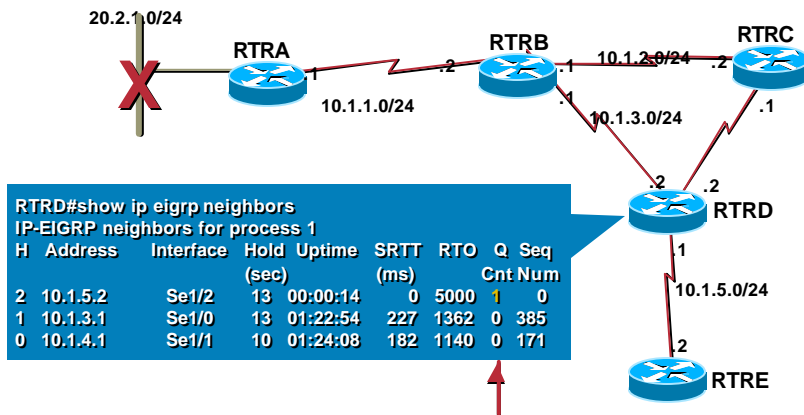 20.2.1.0/24
RTRA
RTRB
RTRC
.1
.2
.1
10.1.2.0/24
.2
10.1.1.0/24
.1
10.1.3.0/24
.1
.2
.2
RTRD
RTRD#show ip eigrp neighbors
IP-EIGRP neighbors for process 1
H Address Interface Hold Uptime SRTT RTO Q Seq
(sec) (ms) Cnt Num
2 10.1.5.2 Se1/2 13 00:00:14 0 5000 1 0
1 10.1.3.1 Se1/0 13 01:22:54 227 1362 0 385
0 10.1.4.1 Se1/1 10 01:24:08 182 1140 0 171
.1
10.1.5.0/24
.2
RTRE